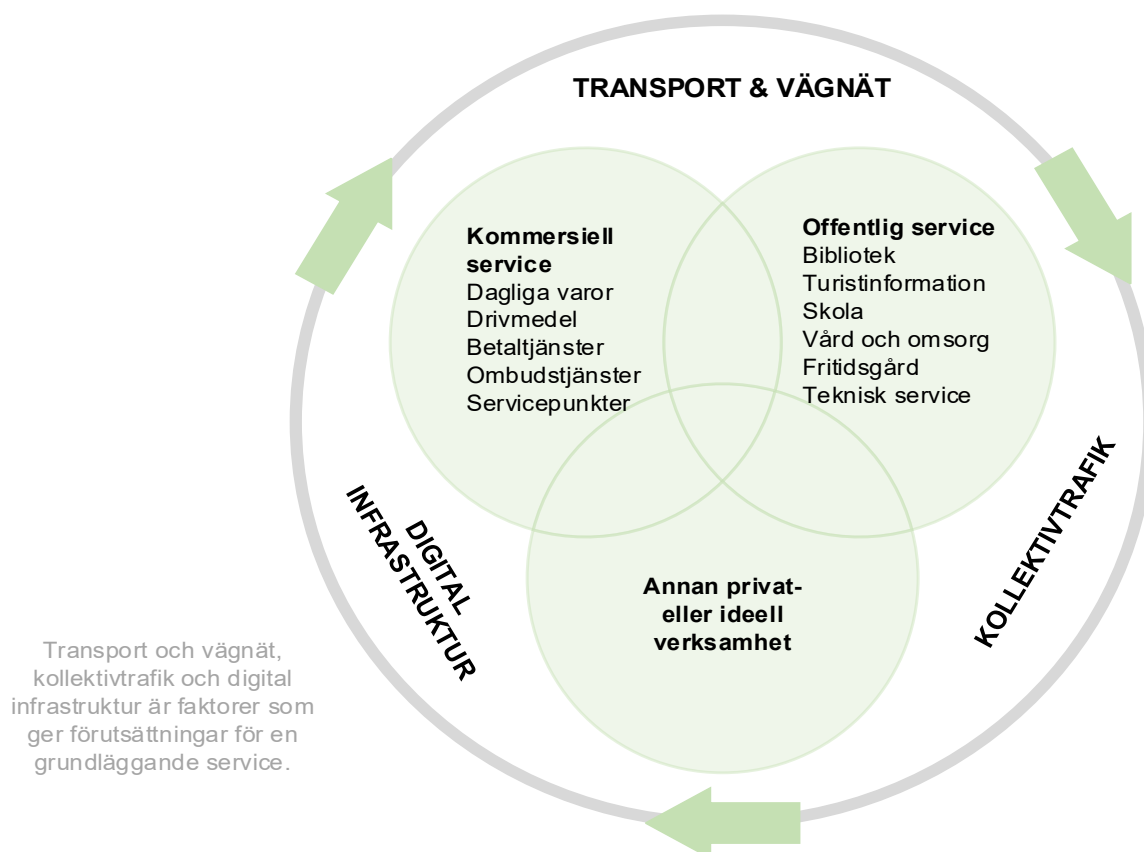 TRANSPORT & VÄGNÄT
Kommersiell
service
Dagliga varor
Drivmedel
Betaltjänster
Ombudstjänster
Servicepunkter
Offentlig service
Bibliotek
Turistinformation
Skola
Vård och omsorg
Fritidsgård
Teknisk service
DIGITAL
INFRASTRUKTUR
KOLLEKTIVTRAFIK
Annan privat-
eller ideell
verksamhet
Transport och vägnät,
kollektivtrafik och digital
infrastruktur är faktorer som
ger förutsättningar för en
grundläggande service.